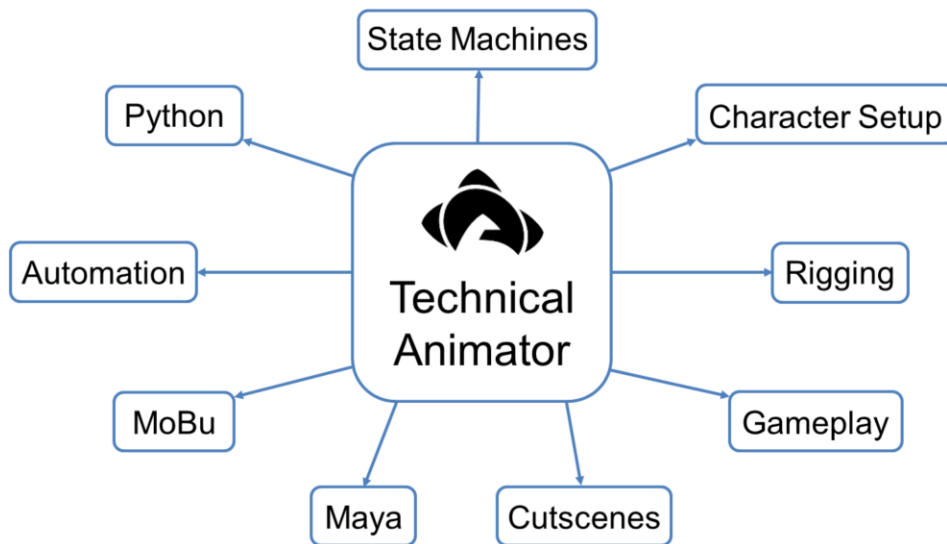 State Machines
Python
Character Setup
Technical
Animator
Automation
Rigging
MoBu
Gameplay
Maya
Cutscenes